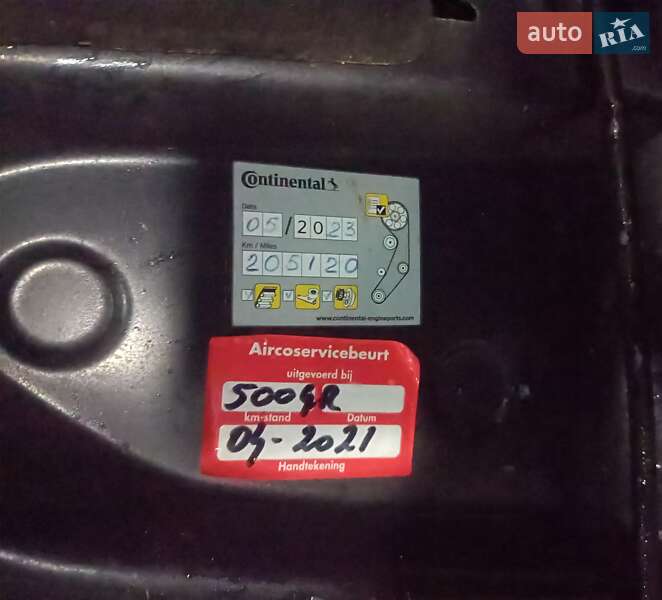 auto RIA
Continental
Date
05/2023
Km / Miles
205120
www.continental-engineparts.com
Aircoservicebeurt
uitgevoerd bij
500GR
km-stand Datum
04-2021
Handtekening